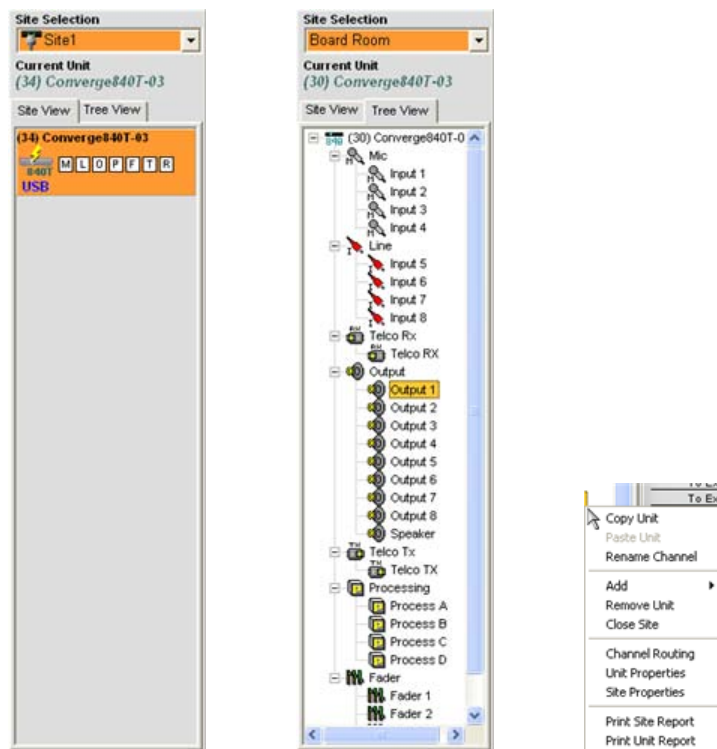 Site Selection
Site1
Current Unit
(34) Converge840T-03
Site View Tree View
(34) Converge840T-03
840T M L O P F T R
USB
Site Selection
Board Room
Current Unit
(30) Converge840T-03
Site View Tree View
840 (30) Converge840T-0
M Mic
M Input 1
M Input 2
M Input 3
M Input 4
I Line
I Input 5
I Input 6
I Input 7
I Input 8
RX Telco Rx
RX Telco RX
Output
Output 1
Output 2
Output 3
Output 4
Output 5
Output 6
Output 7
Output 8
Speaker
TX Telco Tx
TX Telco TX
Processing
Process A
Process B
Process C
Process D
Fader
Fader 1
Fader 2
To Ex
Copy Unit
Paste Unit
Rename Channel
Add
Remove Unit
Close Site
Channel Routing
Unit Properties
Site Properties
Print Site Report
Print Unit Report